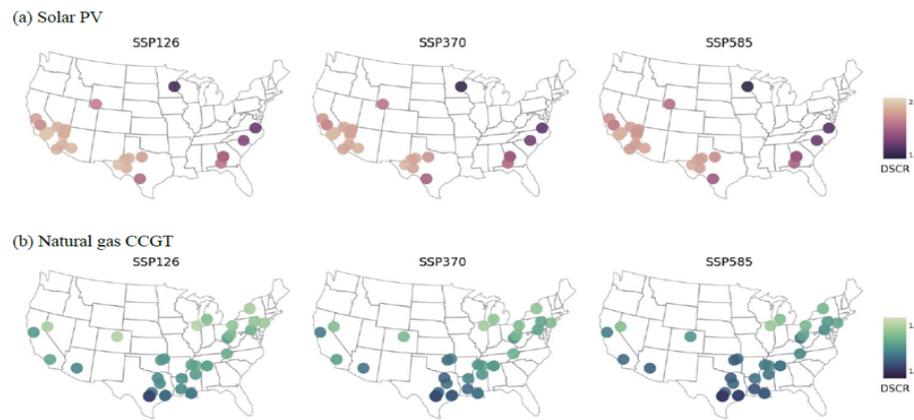 (a) Solar PV
SSP126 SSP370 SSP585
2.
1.
DSCR
(b) Natural gas CCGT
SSP126 SSP370 SSP585
1.
1.
DSCR